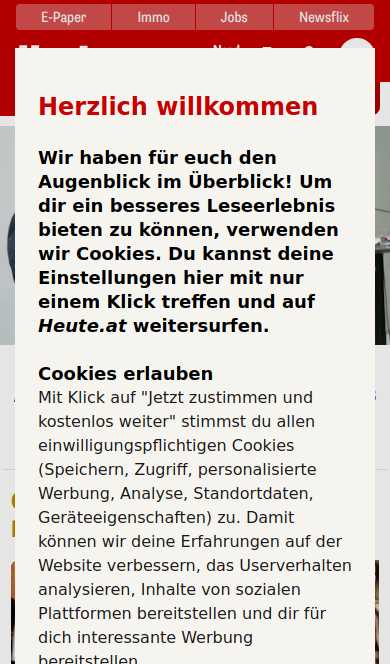 E-Paper Immo Jobs Newsflix
Herzlich willkommen
Wir haben für euch den
Augenblick im Überblick! Um
dir ein besseres Leseerlebnis
bieten zu können, verwenden
wir Cookies. Du kannst deine
Einstellungen hier mit nur
einem Klick treffen und auf
Heute.at weitersurfen.
Cookies erlauben
Mit Klick auf "Jetzt zustimmen und
kostenlos weiter" stimmst du allen
einwilligungspflichtigen Cookies
(Speichern, Zugriff, personalisierte
Werbung, Analyse, Standortdaten,
Geräteeigenschaften) zu. Damit
können wir deine Erfahrungen auf der
Website verbessern, das Userverhalten
analysieren, Inhalte von sozialen
Plattformen bereitstellen und dir für
dich interessante Werbung
bereitstellen